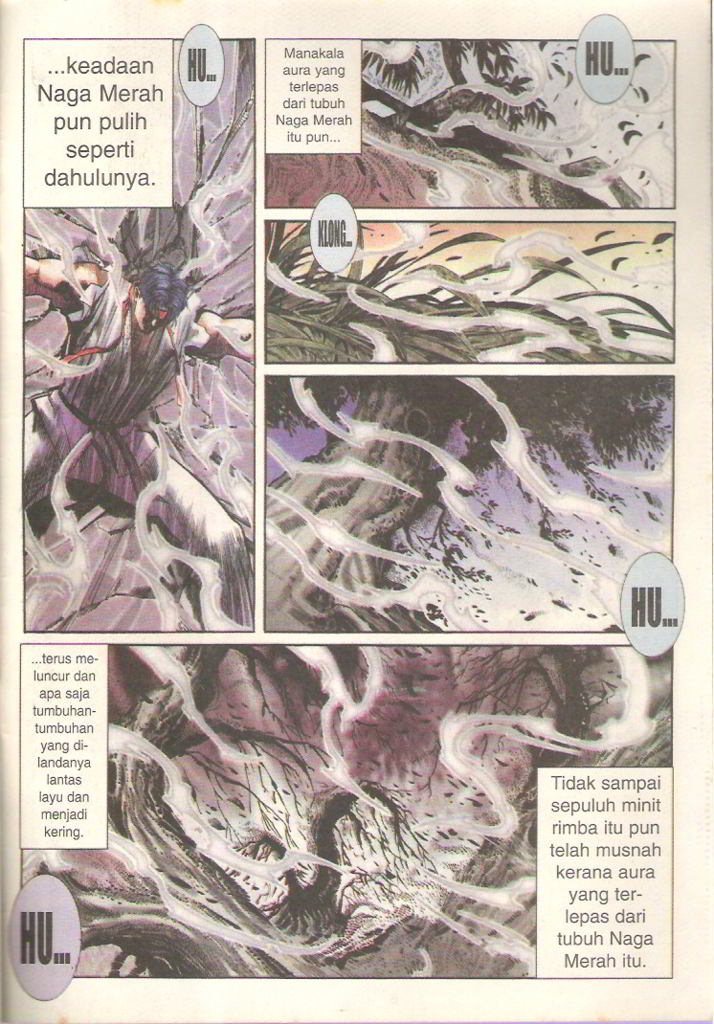 ...keadaan
Naga Merah
pun pulih
seperti
dahulunya.
HU...
Manakala
aura yang
terlepas
dari tubuh
Naga Merah
itu pun...
HU...
KLONG...
HU...
...terus me-
luncur dan
apa saja
tumbuhan-
tumbuhan
yang di-
landanya
lantas
layu dan
menjadi
kering.
HU...
Tidak sampai
sepuluh minit
rimba itu pun
telah musnah
kerana aura
yang ter-
lepas dari
tubuh Naga
Merah itu.